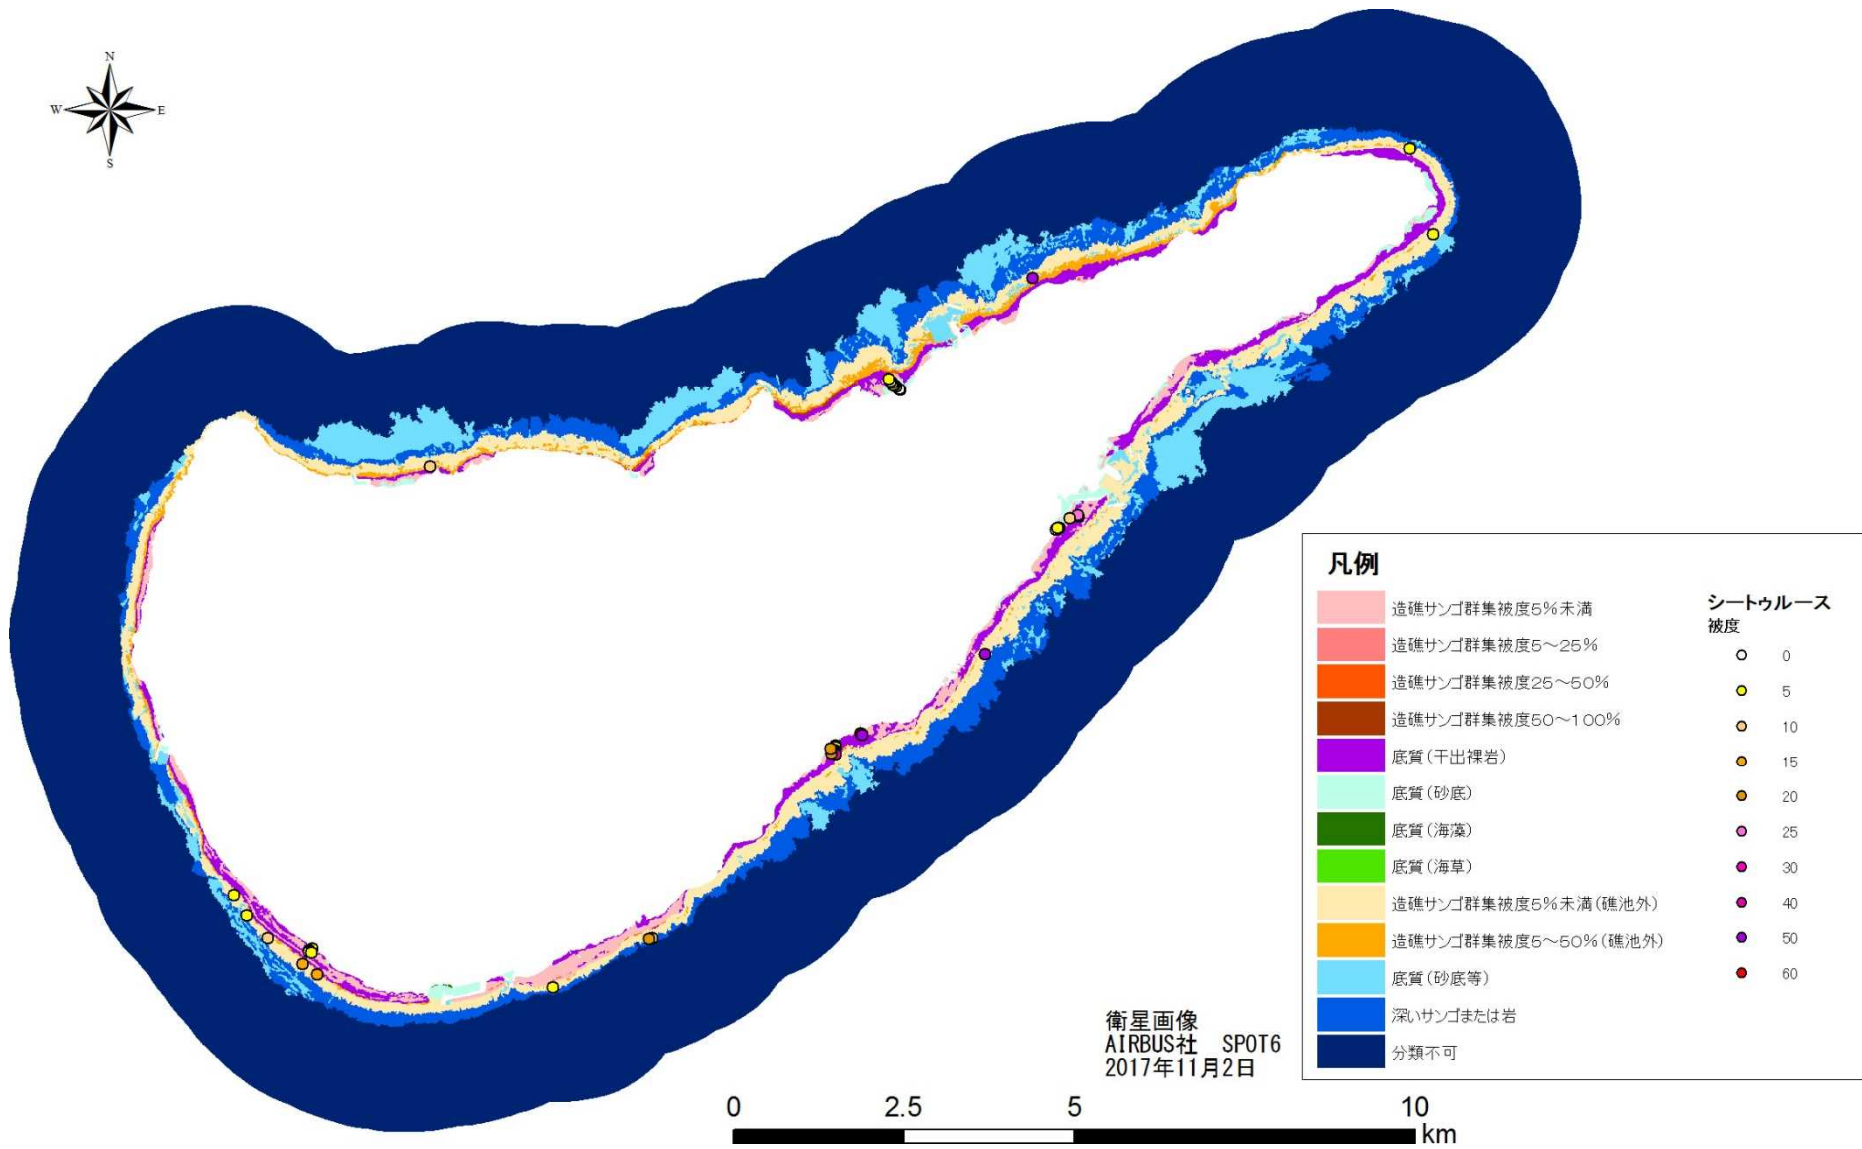 N
W
E
S
凡例
造礁サンゴ群集被度5%未満
造礁サンゴ群集被度5～25%
造礁サンゴ群集被度25～50%
造礁サンゴ群集被度50～100%
底質(干出裸岩)
底質(砂底)
底質(海藻)
底質(海草)
造礁サンゴ群集被度5%未満(礁池外)
造礁サンゴ群集被度5～50%(礁池外)
底質(砂底等)
深いサンゴまたは岩
分類不可
シートゥルース
被度
0
5
10
15
20
25
30
40
50
60
衛星画像
AIRBUS社 SPOT6
2017年11月2日
0 2.5 5 10
km